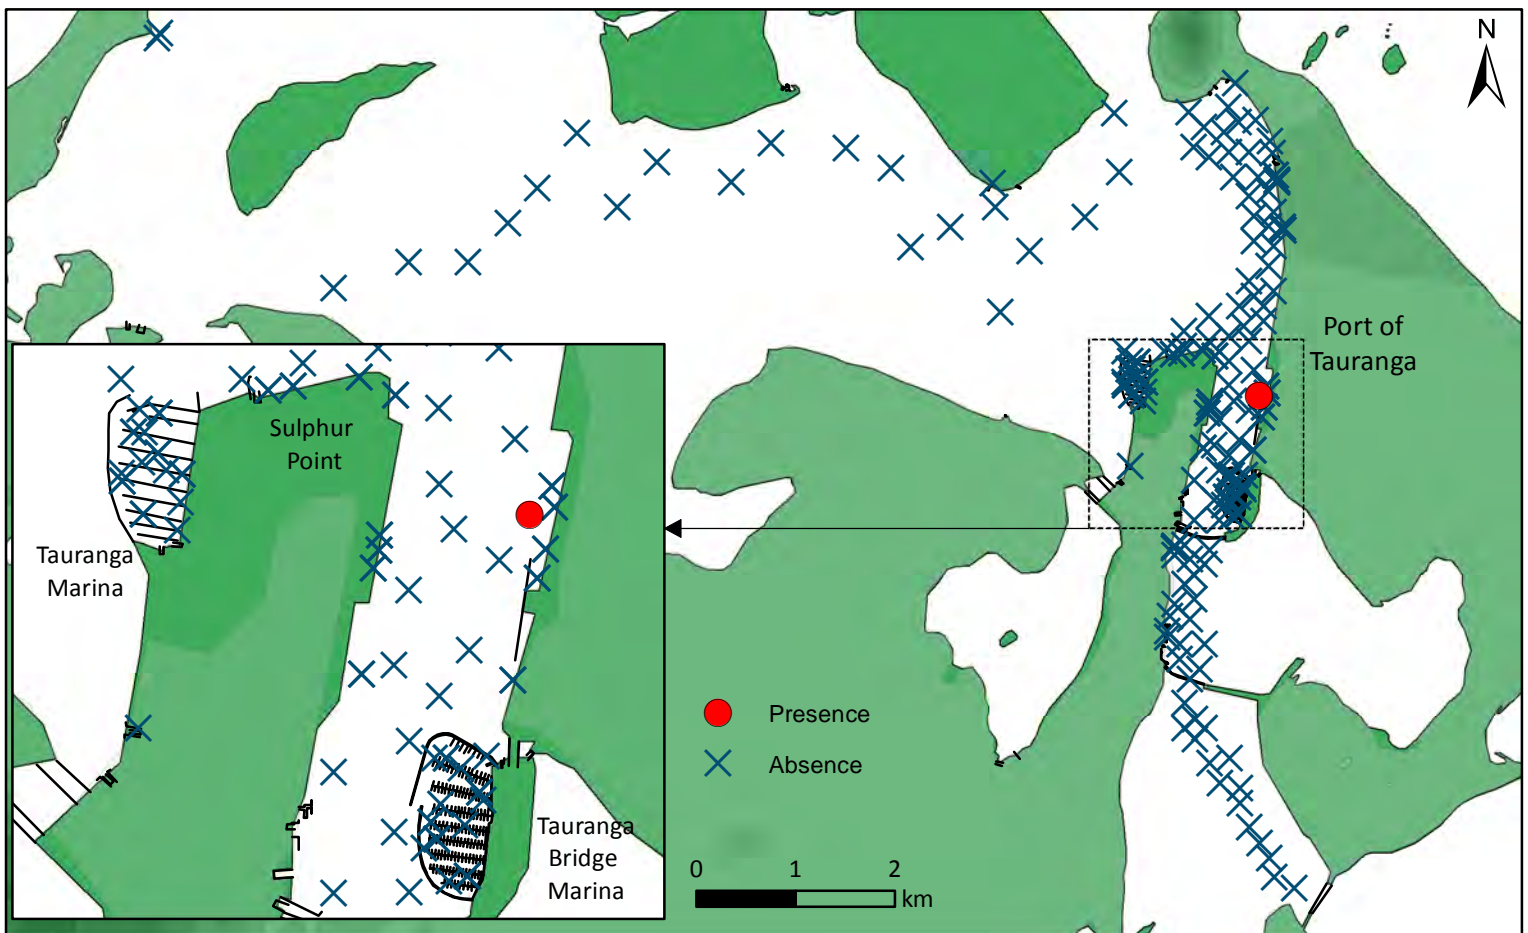 N
Port of
Tauranga
Sulphur
Point
Tauranga
Marina
Presence
Absence
Tauranga
Bridge
Marina
0 1 2
km